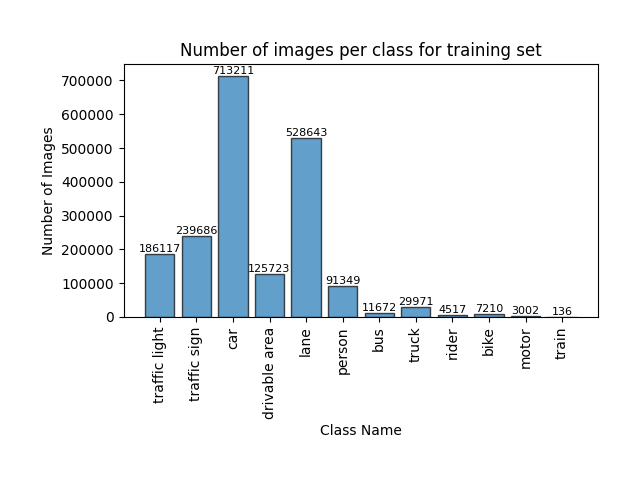 Number of images per class for training set
Number of Images
700000
600000
500000
400000
300000
200000
100000
0
186117
239686
713211
125723
528643
91349
11672
29971
4517
7210
3002
136
traffic light
traffic sign
car
drivable area
lane
person
bus
truck
rider
bike
motor
train
Class Name